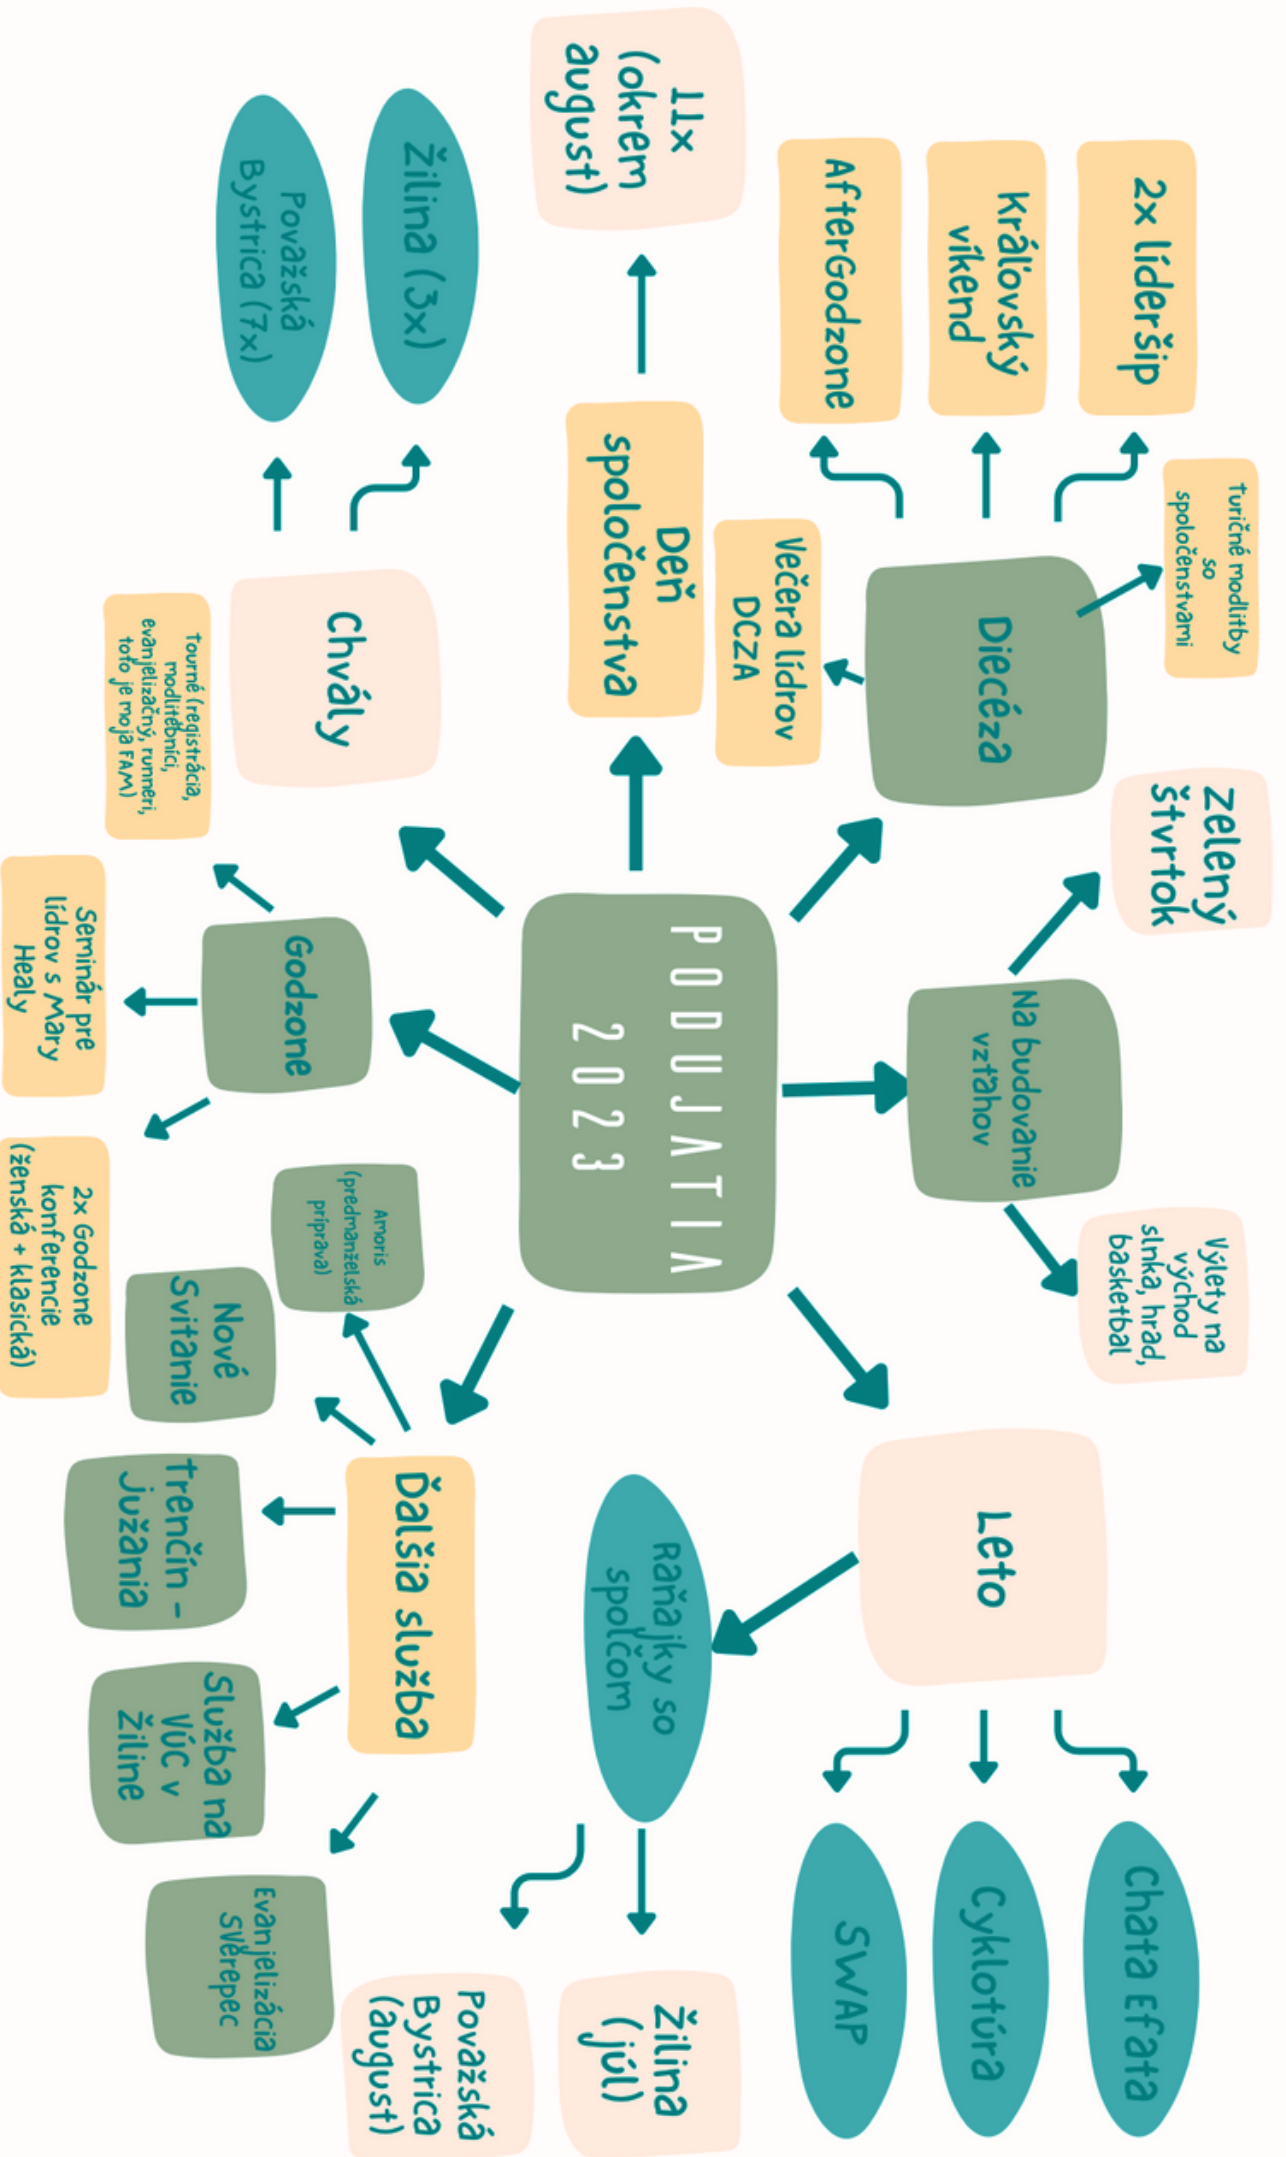 PODUJATIA
2023
Diecéza
Turičné modlitby
so
spoločenstvami
2x líderšip
Kráľovský
víkend
AfterGodzone
Večera lídrov
DCZA
Na budovanie
vzťahov
Zelený
štvrtok
Výlety na
východ
slnka, hrad,
basketbal
Leto
Chata Efata
Cyklotúra
SWAP
Raňajky so
spolčom
Žilina
(júl)
Považská
Bystrica
(august)
Deň
spoločenstva
11x
(okrem
august)
Chvály
Žilina (3x)
Považská
Bystrica (7x)
Godzone
Tourné (registrácia,
modlitebníci,
evanjelizačný, runneri,
toto je moja FAM)
Seminár pre
lídrov s Mary
Healy
2x Godzone
konferencie
(ženská + klasická)
Ďalšia služba
Amoris
(predmanželská
príprava)
Nové
Svitanie
Trenčín -
Južania
Služba na
VÚC v
Žiline
Evanjelizácia
SVerepec